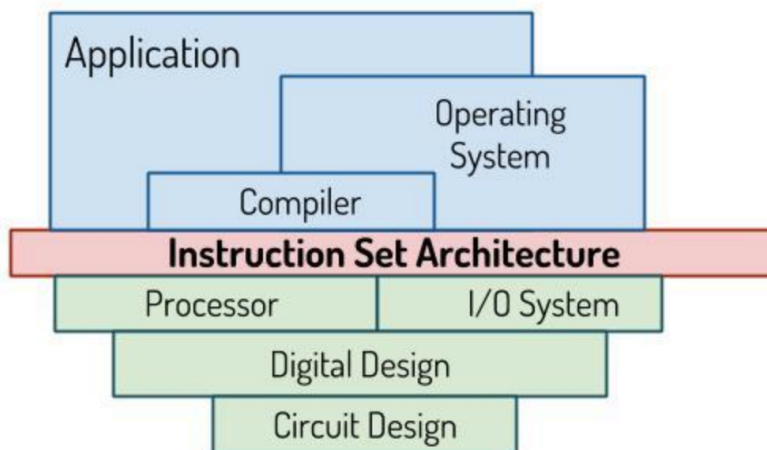 Application
Operating
System
Compiler
Instruction Set Architecture
Processor
I/O System
Digital Design
Circuit Design